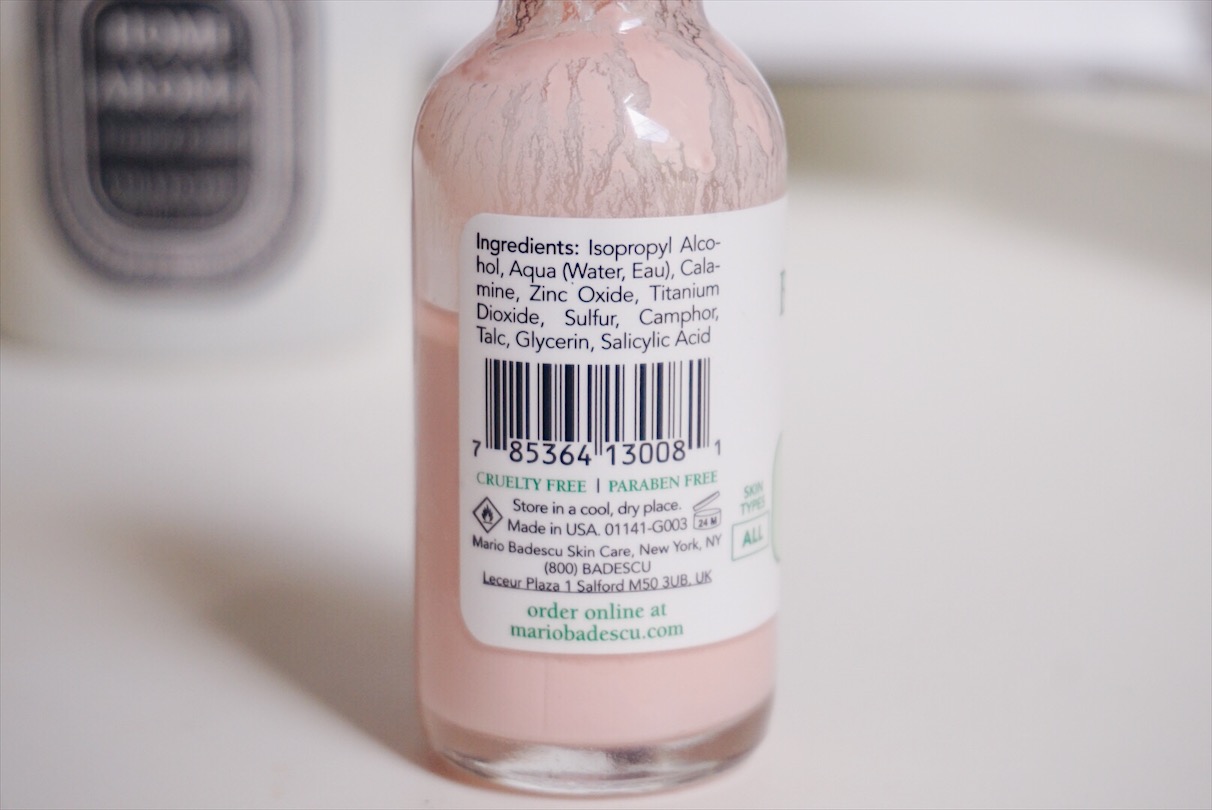 Ingredients: Isopropyl Alco-
hol, Aqua (Water, Eau), Cala-
mine, Zinc Oxide, Titanium
Dioxide, Sulfur, Camphor,
Talc, Glycerin, Salicylic Acid
7 85364 13008 1
CRUELTY FREE | PARABEN FREE
Store in a cool, dry place.
Made in USA. 01141-G003
24 M
Mario Badescu Skin Care, New York, NY
(800) BADESCU
Leceur Plaza 1 Salford M50 3UB, UK
order online at
mariobadescu.com
SKIN
TYPES
ALL